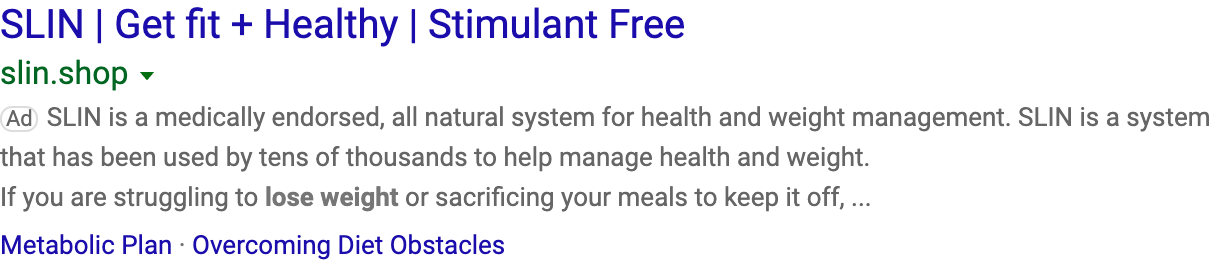 SLIN | Get fit + Healthy | Stimulant Free
slin.shop
Ad SLIN is a medically endorsed, all natural system for health and weight management. SLIN is a system
that has been used by tens of thousands to help manage health and weight.
If you are struggling to lose weight or sacrificing your meals to keep it off, ...
Metabolic Plan · Overcoming Diet Obstacles